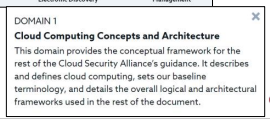 Electronic Discovery Management
DOMAIN 1
Cloud Computing Concepts and Architecture
This domain provides the conceptual framework for the
rest of the Cloud Security Alliance's guidance. It describes
and defines cloud computing, sets our baseline
terminology, and details the overall logical and architectural
frameworks used in the rest of the document.